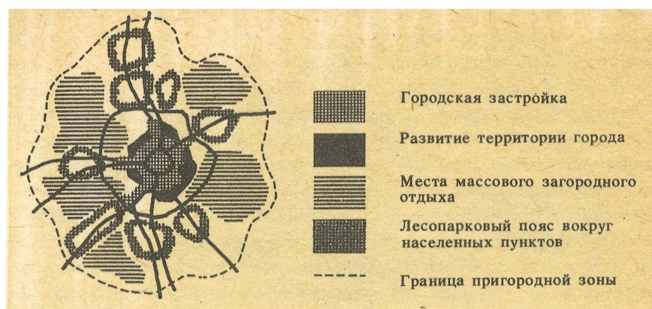 Городская застройка
Развитие территории города
Места массового загородного
отдыха
Лесопарковый пояс вокруг
населенных пунктов
Граница пригородной зоны